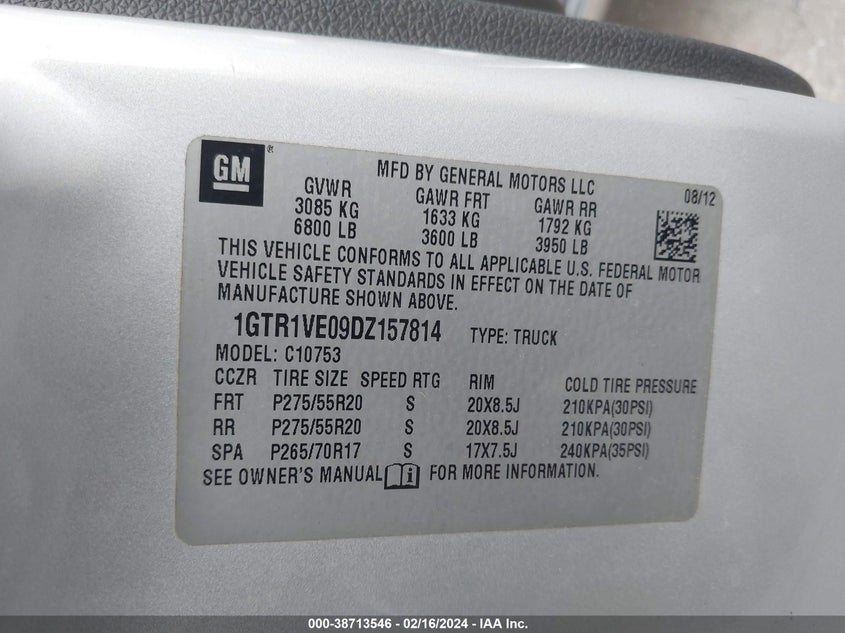 GM®
MFD BY GENERAL MOTORS LLC
08/12
GVWR GAWR FRT GAWR RR
3085 KG 1633 KG 1792 KG
6800 LB 3600 LB 3950 LB
THIS VEHICLE CONFORMS TO ALL APPLICABLE U.S. FEDERAL MOTOR
VEHICLE SAFETY STANDARDS IN EFFECT ON THE DATE OF
MANUFACTURE SHOWN ABOVE.
1GTR1VE09DZ157814 TYPE: TRUCK
MODEL: C10753
CCZR TIRE SIZE SPEED RTG RIM COLD TIRE PRESSURE
FRT P275/55R20 S 20X8.5J 210KPA(30PSI)
RR P275/55R20 S 20X8.5J 210KPA(30PSI)
SPA P265/70R17 S 17X7.5J 240KPA(35PSI)
SEE OWNER'S MANUAL i FOR MORE INFORMATION.
000-38713546 - 02/16/2024 - IAA Inc.